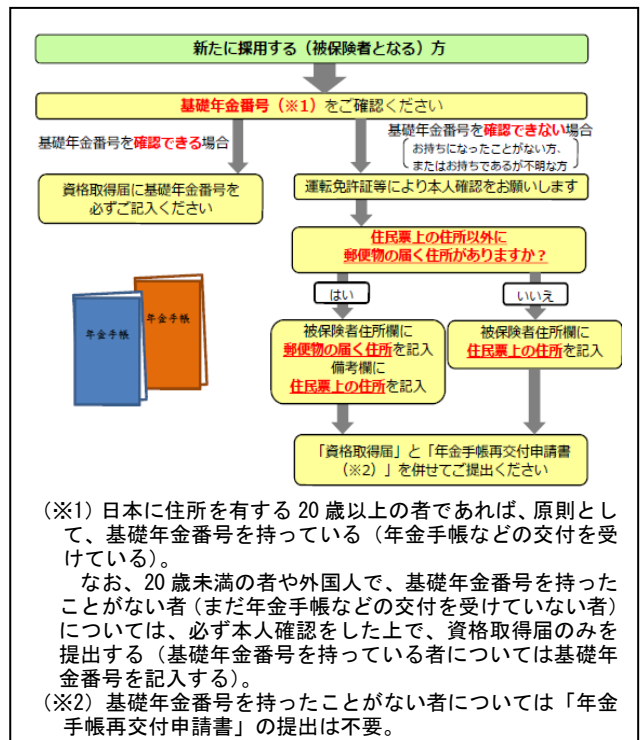 新たに採用する（被保険者となる）方
基礎年金番号（※1）をご確認ください
基礎年金番号を確認できる場合
基礎年金番号を確認できない場合
お持ちになったことがない方、
またはお持ちであるが不明な方
資格取得届に基礎年金番号を
必ずご記入ください
運転免許証等により本人確認をお願いします
住民票上の住所以外に
郵便物の届く住所がありますか？
はい
いいえ
年金手帳
年金手帳
被保険者住所欄に
郵便物の届く住所を記入
備考欄に
住民票上の住所を記入
被保険者住所欄に
住民票上の住所を記入
「資格取得届」と「年金手帳再交付申請書
（※2）」を併せてご提出ください
（※1）日本に住所を有する 20 歳以上の者であれば、原則とし
て、基礎年金番号を持っている（年金手帳などの交付を受
けている）。
なお、20 歳未満の者や外国人で、基礎年金番号を持った
ことがない者（まだ年金手帳などの交付を受けていない者）
については、必ず本人確認をした上で、資格取得届のみを
提出する（基礎年金番号を持っている者については基礎年
金番号を記入する）。
（※2）基礎年金番号を持ったことがない者については「年金
手帳再交付申請書」の提出は不要。